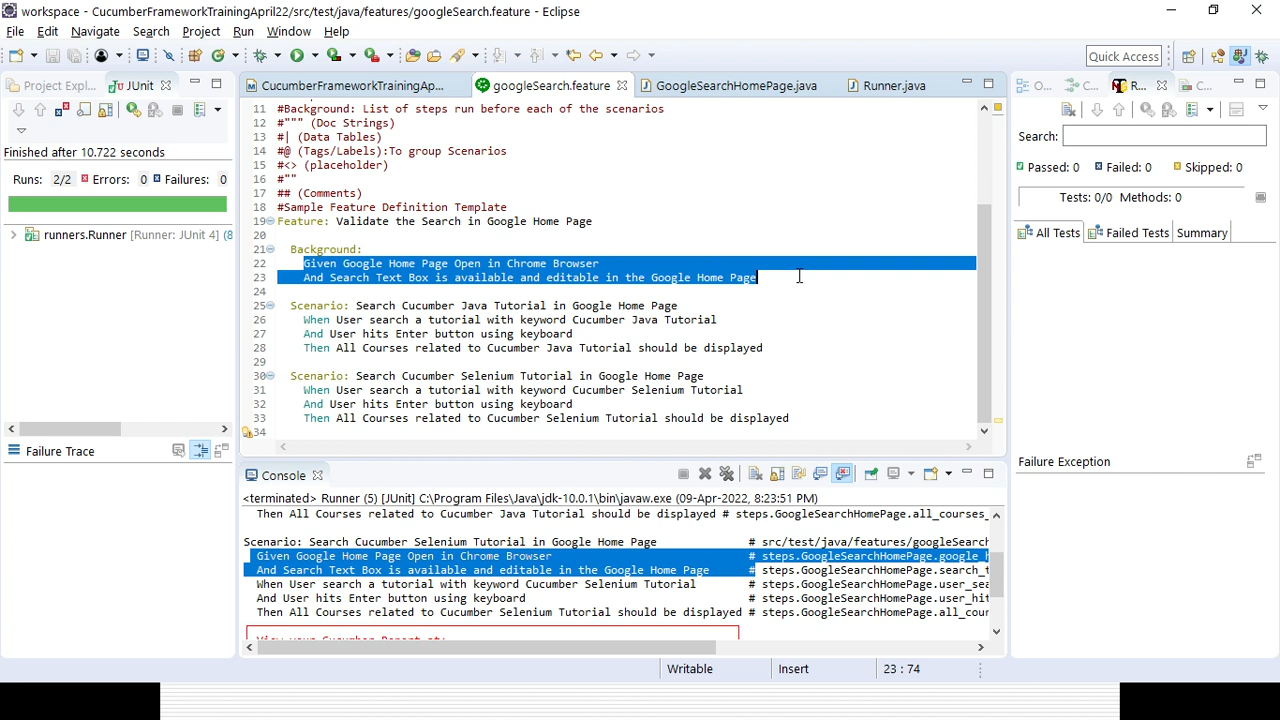 workspace - CucumberFrameworkTrainingApril22/src/test/java/features/googleSearch.feature - Eclipse
File Edit Navigate Search Project Run Window Help
Quick Access
Project Expl... JUnit
CucumberFrameworkTrainingAp... googleSearch.feature GoogleSearchHomePage.java Runner.java
O... C... R... C...
Finished after 10.722 seconds
Runs: 2/2 Errors: 0 Failures: 0
runners.Runner [Runner: JUnit 4] (8
Failure Trace
11 #Background: List of steps run before each of the scenarios
12 #""" (Doc Strings)
13 #| (Data Tables)
14 #@ (Tags/Labels):To group Scenarios
15 #<> (placeholder)
16 #""
17 ## (Comments)
18 #Sample Feature Definition Template
19 Feature: Validate the Search in Google Home Page
20
21 Background:
22 Given Google Home Page Open in Chrome Browser
23 And Search Text Box is available and editable in the Google Home Page
24
25 Scenario: Search Cucumber Java Tutorial in Google Home Page
26 When User search a tutorial with keyword Cucumber Java Tutorial
27 And User hits Enter button using keyboard
28 Then All Courses related to Cucumber Java Tutorial should be displayed
29
30 Scenario: Search Cucumber Selenium Tutorial in Google Home Page
31 When User search a tutorial with keyword Cucumber Selenium Tutorial
32 And User hits Enter button using keyboard
33 Then All Courses related to Cucumber Selenium Tutorial should be displayed
34
Console
<terminated> Runner (5) [JUnit] C:\Program Files\Java\jdk-10.0.1\bin\javaw.exe (09-Apr-2022, 8:23:51 PM)
Then All Courses related to Cucumber Java Tutorial should be displayed # steps.GoogleSearchHomePage.all_courses_
Scenario: Search Cucumber Selenium Tutorial in Google Home Page # src/test/java/features/googleSearch
Given Google Home Page Open in Chrome Browser # steps.GoogleSearchHomePage.google_h
And Search Text Box is available and editable in the Google Home Page # steps.GoogleSearchHomePage.search_t
When User search a tutorial with keyword Cucumber Selenium Tutorial # steps.GoogleSearchHomePage.user_sea
And User hits Enter button using keyboard # steps.GoogleSearchHomePage.user_hit
Then All Courses related to Cucumber Selenium Tutorial should be displayed # steps.GoogleSearchHomePage.all_cour
View your Cucumber Report at:
Search:
Passed: 0 Failed: 0 Skipped: 0
Tests: 0/0 Methods: 0
All Tests Failed Tests Summary
Failure Exception
Writable Insert 23 : 74